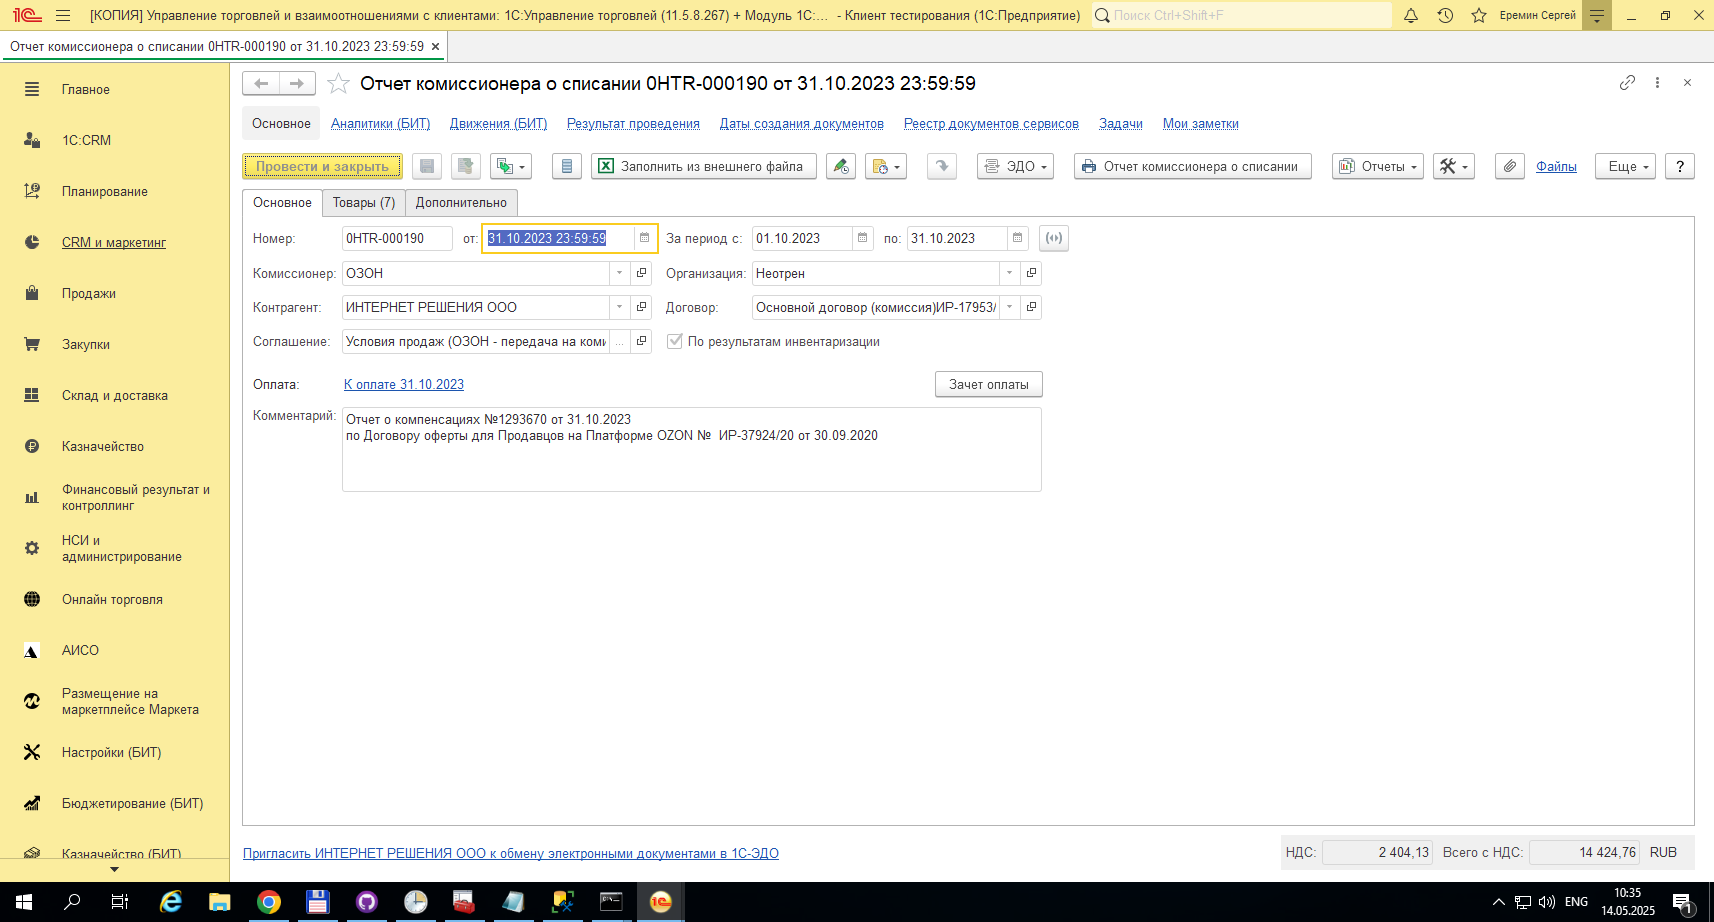 [КОПИЯ] Управление торговлей и взаимоотношениями с клиентами: 1С:Управление торговлей (11.5.8.267) + Модуль 1С:... - Клиент тестирования (1С:Предприятие)
Поиск Ctrl+Shift+F
Еремин Сергей
Отчет комиссионера о списании 0HTR-000190 от 31.10.2023 23:59:59 ×
Главное
1С:CRM
Планирование
CRM и маркетинг
Продажи
Закупки
Склад и доставка
Казначейство
Финансовый результат и
контроллинг
НСИ и
администрирование
Онлайн торговля
АИСО
Размещение на
маркетплейсе Маркета
Настройки (БИТ)
Бюджетирование (БИТ)
Казначейство (БИТ)
Отчет комиссионера о списании 0HTR-000190 от 31.10.2023 23:59:59
Основное Аналитики (БИТ) Движения (БИТ) Результат проведения Даты создания документов Реестр документов сервисов Задачи Мои заметки
Провести и закрыть Заполнить из внешнего файла ЭДО Отчет комиссионера о списании Отчеты Файлы Еще ?
Основное Товары (7) Дополнительно
Номер: 0HTR-000190 от: 31.10.2023 23:59:59 За период с: 01.10.2023 по: 31.10.2023
Комиссионер: ОЗОН Организация: Неотрен
Контрагент: ИНТЕРНЕТ РЕШЕНИЯ ООО Договор: Основной договор (комиссия)ИР-17953/
Соглашение: Условия продаж (ОЗОН - передача на коми ... По результатам инвентаризации
Оплата: К оплате 31.10.2023 Зачет оплаты
Комментарий: Отчет о компенсациях №1293670 от 31.10.2023
по Договору оферты для Продавцов на Платформе OZON № ИР-37924/20 от 30.09.2020
Пригласить ИНТЕРНЕТ РЕШЕНИЯ ООО к обмену электронными документами в 1С-ЭДО
НДС: 2 404,13 Всего с НДС: 14 424,76 RUB
ENG
10:35
14.05.2025
1